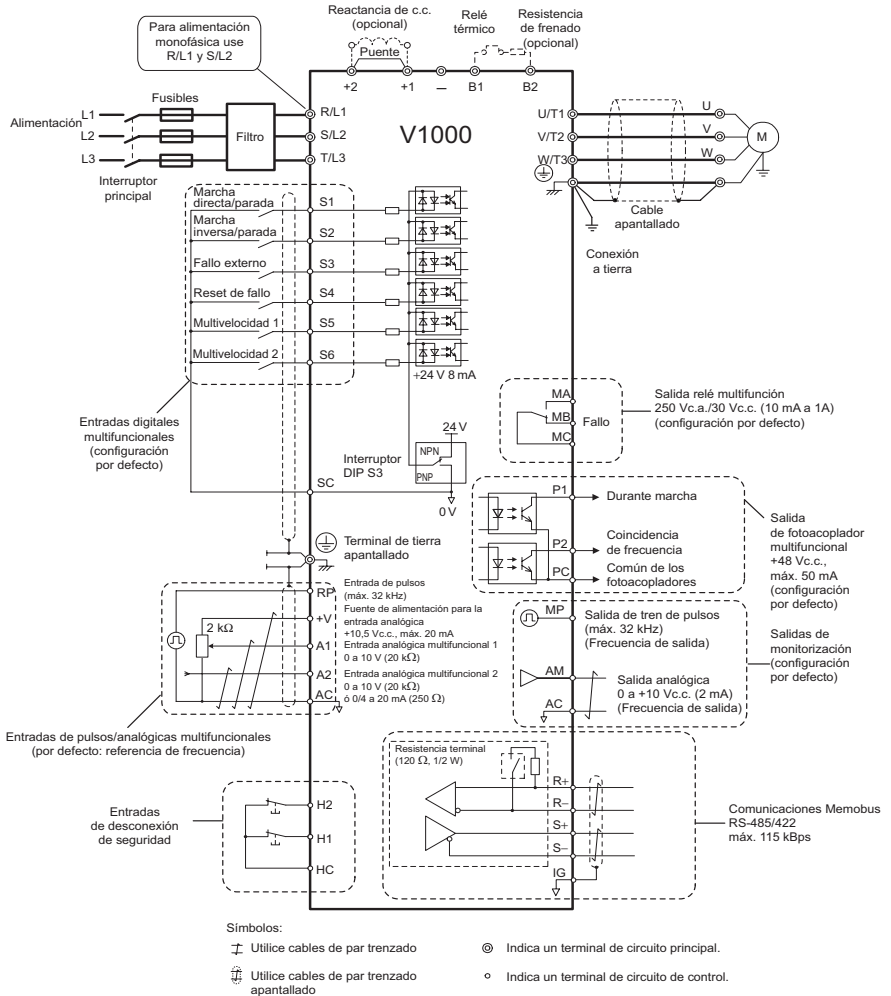 Reactancia de c.c.
(opcional)
Puente
Relé
térmico
Resistencia
de frenado
(opcional)
Para alimentación
monofásica use
R/L1 y S/L2
+2
+1
–
B1
B2
Fusibles
Alimentación
L1
L2
L3
Filtro
R/L1
S/L2
T/L3
Interruptor
principal
V1000
U/T1
V/T2
W/T3
U
V
W
M
Cable
apantallado
Conexión
a tierra
Marcha
directa/parada
S1
Marcha
inversa/parada
S2
Fallo externo
S3
Reset de fallo
S4
Multivelocidad 1
S5
Multivelocidad 2
S6
+24 V 8 mA
Entradas digitales
multifuncionales
(configuración
por defecto)
Interruptor
DIP S3
24 V
NPN
PNP
0 V
SC
MA
MB
MC
Fallo
Salida relé multifunción
250 Vc.a./30 Vc.c. (10 mA a 1A)
(configuración por defecto)
P1
Durante marcha
P2
Coincidencia
de frecuencia
PC
Común de los
fotoacopladores
Salida
de fotoacoplador
multifuncional
+48 Vc.c.,
máx. 50 mA
(configuración
por defecto)
Terminal de tierra
apantallado
RP
Entrada de pulsos
(máx. 32 kHz)
+V
Fuente de alimentación para la
entrada analógica
+10,5 Vc.c., máx. 20 mA
2 kΩ
A1
Entrada analógica multifuncional 1
0 a 10 V (20 kΩ)
A2
Entrada analógica multifuncional 2
0 a 10 V (20 kΩ)
ó 0/4 a 20 mA (250 Ω)
AC
Entradas de pulsos/analógicas multifuncionales
(por defecto: referencia de frecuencia)
MP
Salida de tren de pulsos
(máx. 32 kHz)
(Frecuencia de salida)
AM
Salida analógica
0 a +10 Vc.c. (2 mA)
(Frecuencia de salida)
AC
Salidas de
monitorización
(configuración
por defecto)
Entradas
de desconexión
de seguridad
H2
H1
HC
Resistencia terminal
(120 Ω, 1/2 W)
R+
R–
S+
S–
IG
Comunicaciones Memobus
RS-485/422
máx. 115 kBps
Símbolos:
Utilice cables de par trenzado
Indica un terminal de circuito principal.
Utilice cables de par trenzado
apantallado
Indica un terminal de circuito de control.